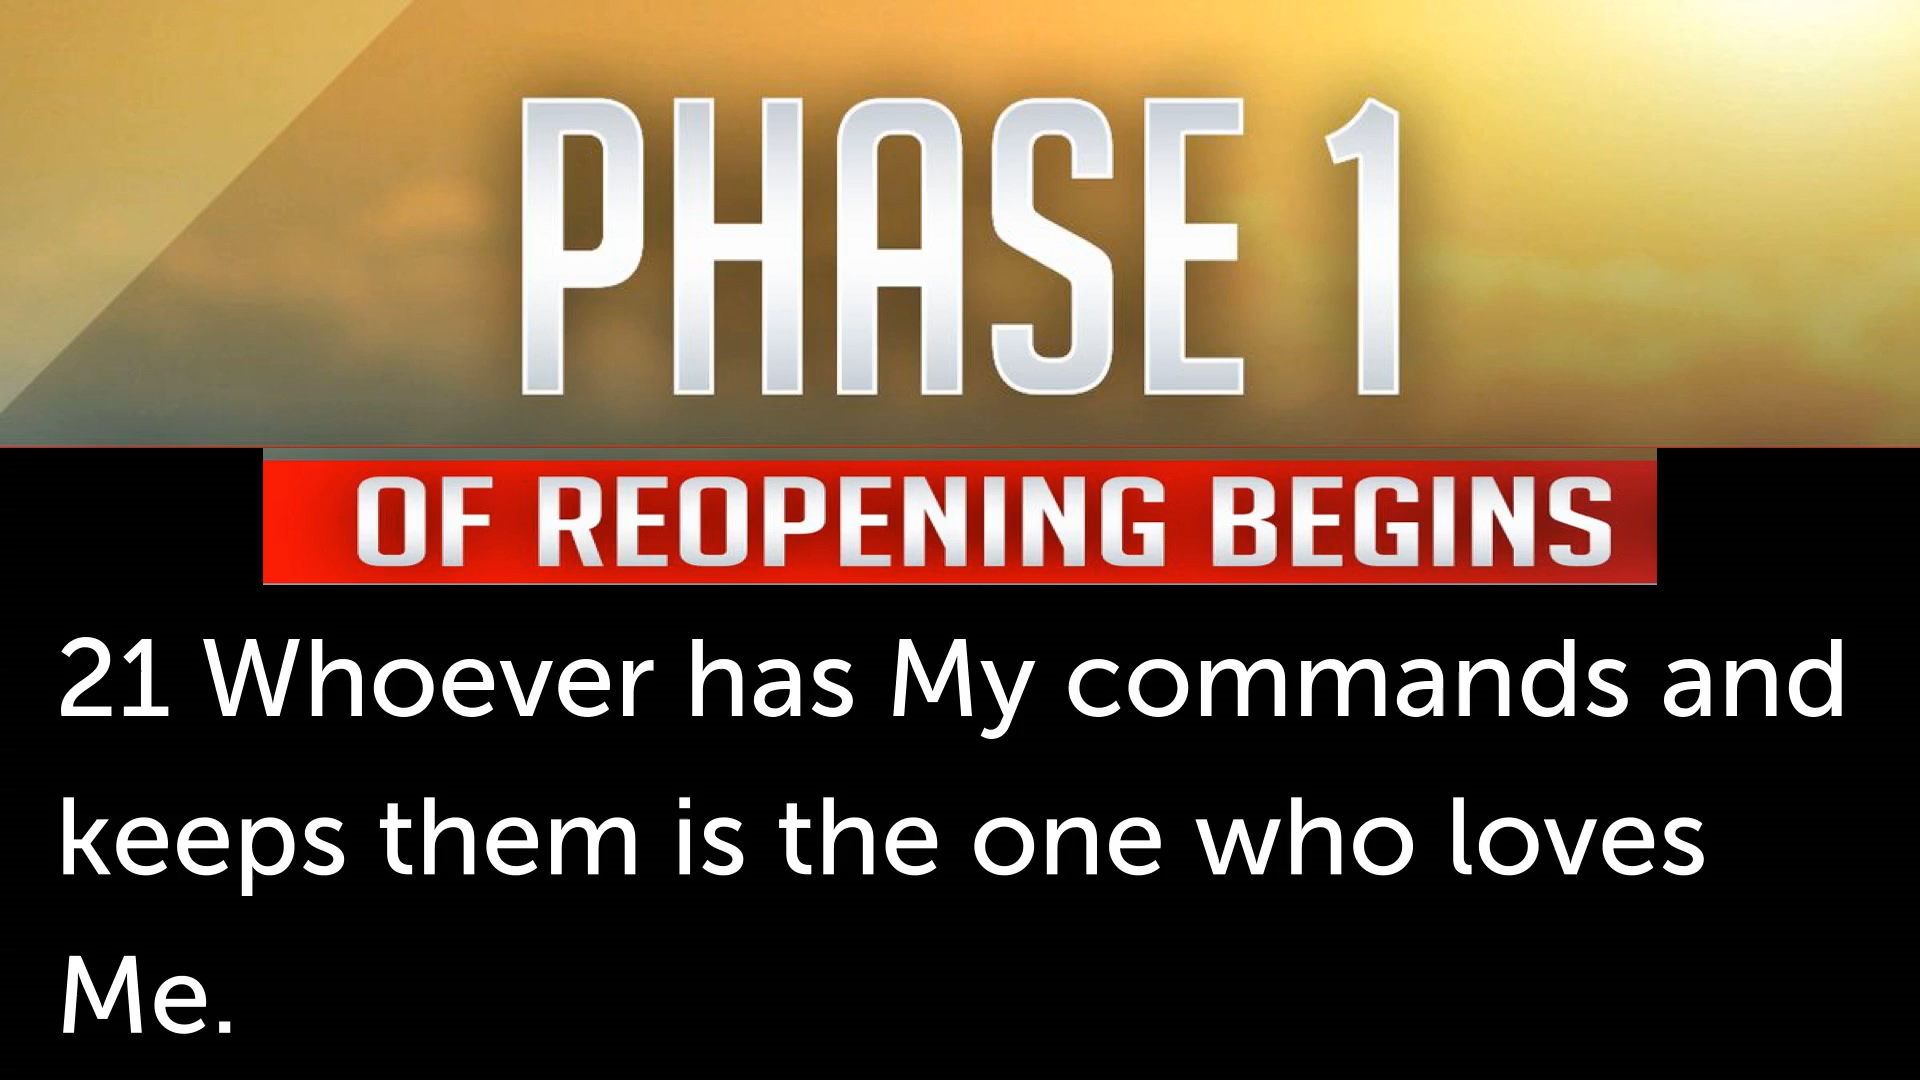 PHASE 1
OF REOPENING BEGINS
21 Whoever has My commands and
keeps them is the one who loves
Me.